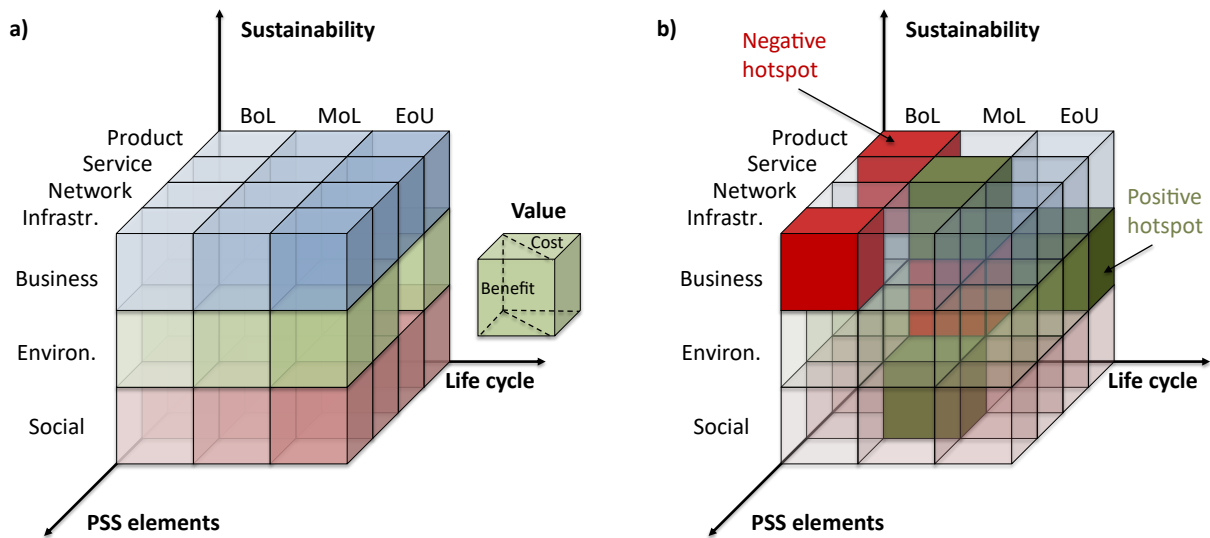 a)
Sustainability
BoL MoL EoU
Product
Service
Network
Infrastr.
Business
Environ.
Social
Value
Cost
Benefit
Life cycle
PSS elements
b)
Negative
hotspot
Sustainability
BoL MoL EoU
Product
Service
Network
Infrastr.
Positive
hotspot
Business
Environ.
Social
Life cycle
PSS elements